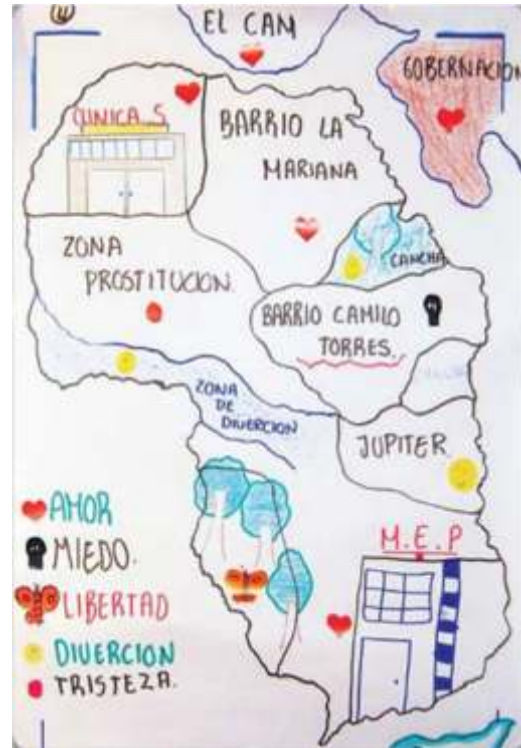 EL CAM
GOBERNACION
CLINICA S
BARRIO LA
MARIANA
CANCHA
ZONA
PROSTITUCION.
BARRIO CAMILO
TORRES.
ZONA
DE
DIVERCION
JUPITER
M.E.P
AMOR
MIEDO.
LIBERTAD
DIVERCION
TRISTEZA.